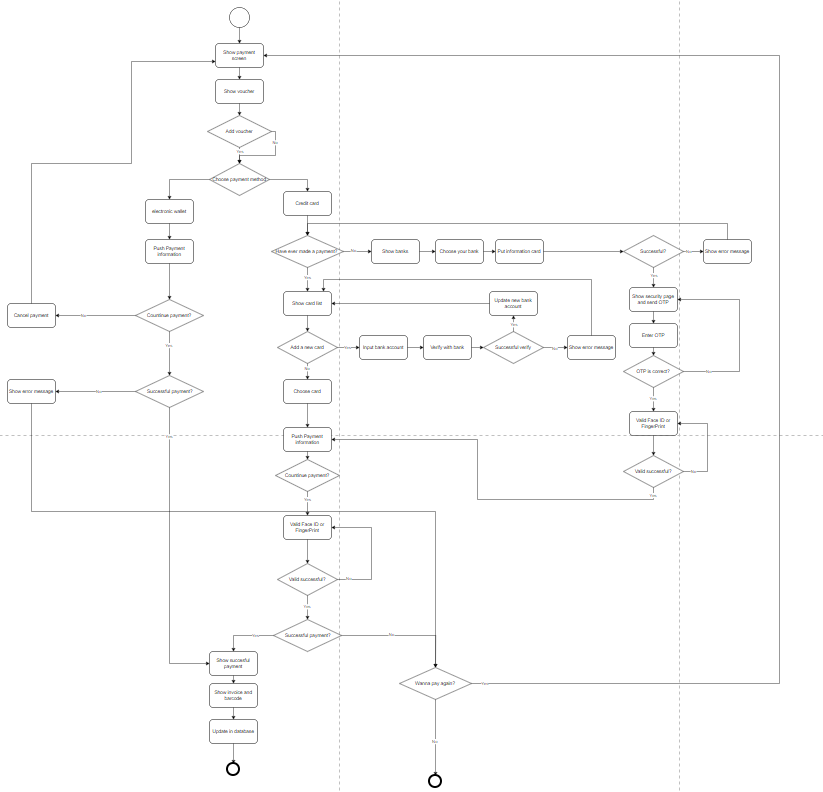 Show payment
screen
Show voucher
Add voucher
No
Yes
Choose payment method
Credit card
electronic wallet
Push Payment
information
Have ever made a payment?
No
Show banks
Choose your bank
Put information card
Successful?
No
Show error message
Yes
Yes
Show security page
and send OTP
Show card list
Update new bank
account
Cancel payment
No
Countinue payment?
Yes
Enter OTP
Yes
Add a new card
Yes
Input bank account
Verify with bank
Successful verify
No
Show error message
No
OTP is correct?
No
Show error message
No
Successful payment?
Choose card
Yes
Valid Face ID or
FingerPrint
Yes
Push Payment
information
Countinue payment?
Valid successful?
No
Yes
Yes
Valid Face ID or
FingerPrint
Valid successful?
No
Yes
Yes
Successful payment?
No
Show succesful
payment
Wanna pay again?
Yes
Show invoice and
barcode
Update in database
No